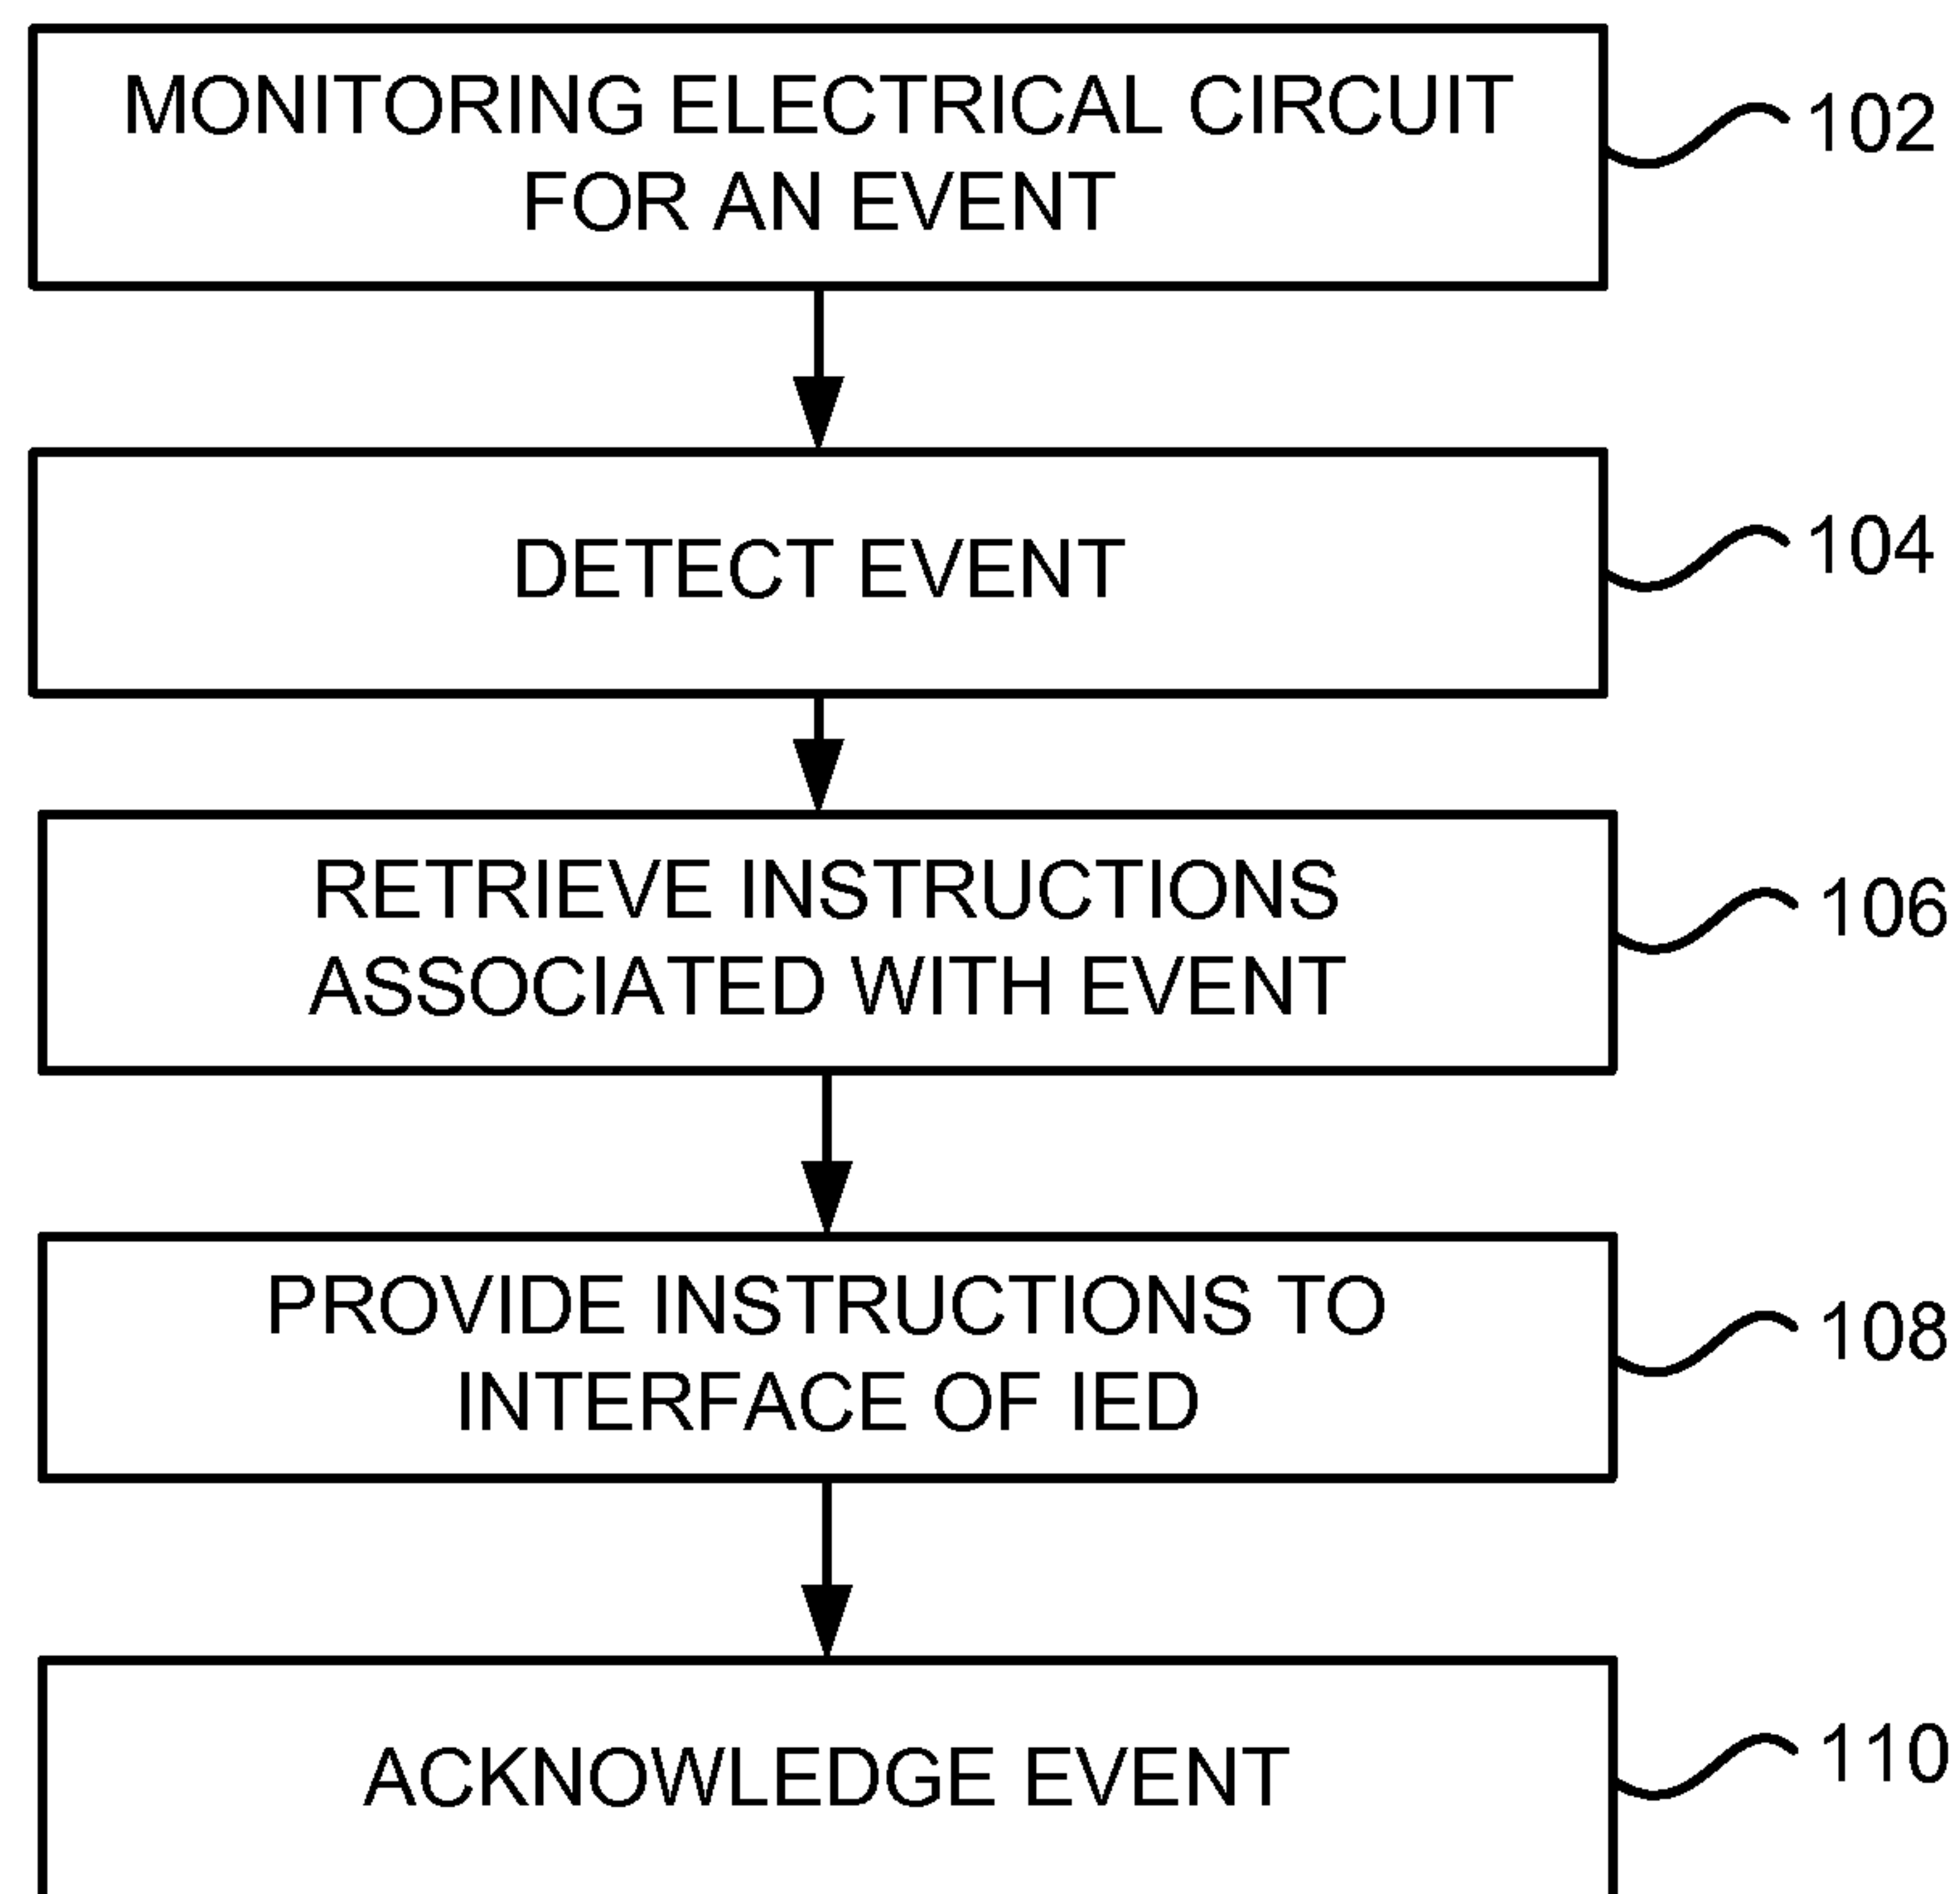 MONITORING ELECTRICAL CIRCUIT
FOR AN EVENT
102
DETECT EVENT
104
RETRIEVE INSTRUCTIONS
ASSOCIATED WITH EVENT
106
PROVIDE INSTRUCTIONS TO
INTERFACE OF IED
108
ACKNOWLEDGE EVENT
110